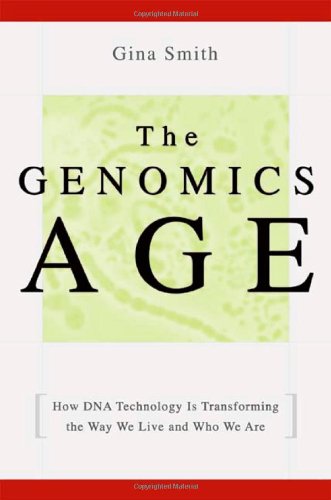 Gina Smith
The
GENOMICS
AGE
[ How DNA Technology Is Transforming
the Way We Live and Who We Are ]